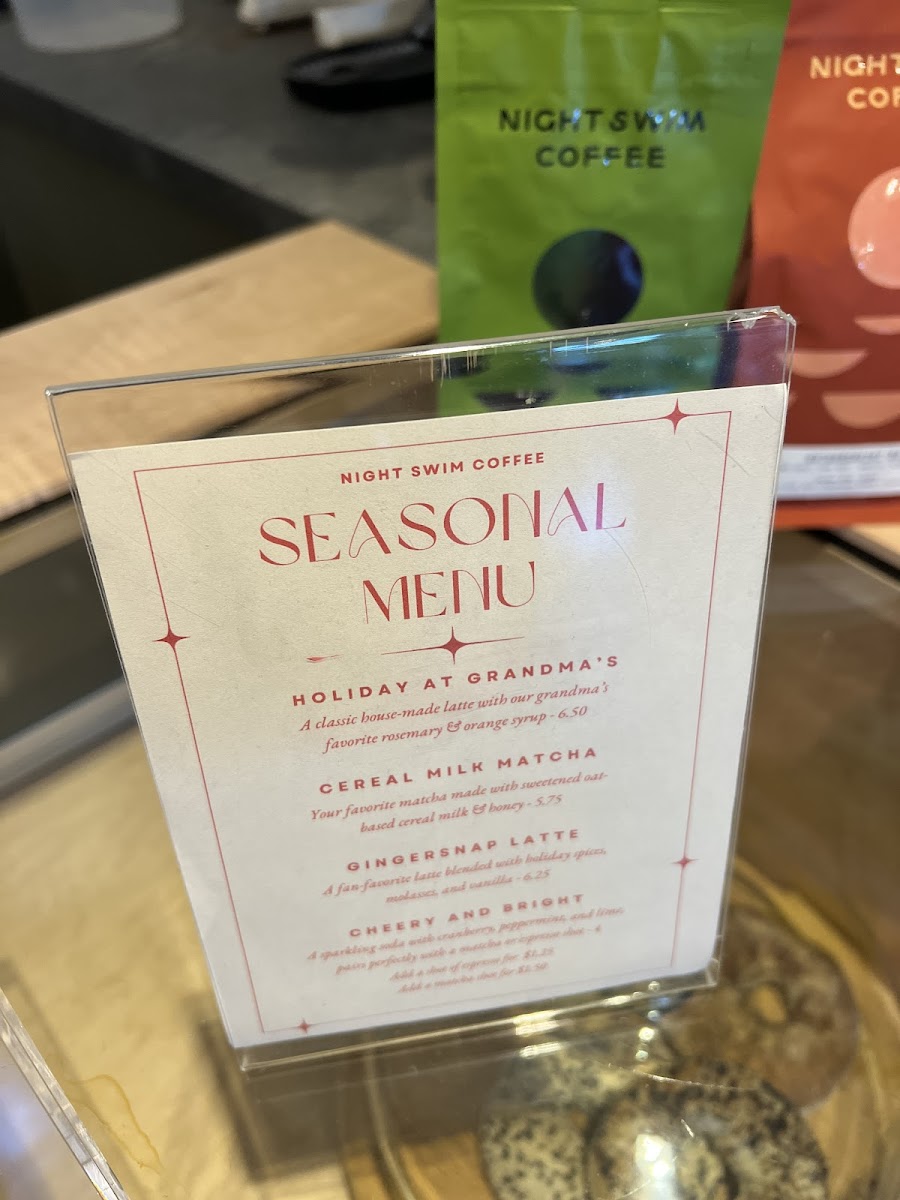 NIGHT SWIM
COFFEE
NIGHT
COF
NIGHT SWIM COFFEE
SEASONAL
MENU
HOLIDAY AT GRANDMA'S
A classic house-made latte with our grandma's
favorite rosemary & orange syrup - 6.50
CEREAL MILK MATCHA
Your favorite matcha made with sweetened oat-
based cereal milk & honey - 5.75
GINGERSNAP LATTE
A fan-favorite latte blended with holiday spices,
molasses, and vanilla - 6.25
CHEERY AND BRIGHT
A sparkling soda with cranberry, peppermint, and lime,
pairs perfectly with a matcha or espresso shot - 4
Add a shot of espresso for $1.25
Add a matcha shot for $1.50